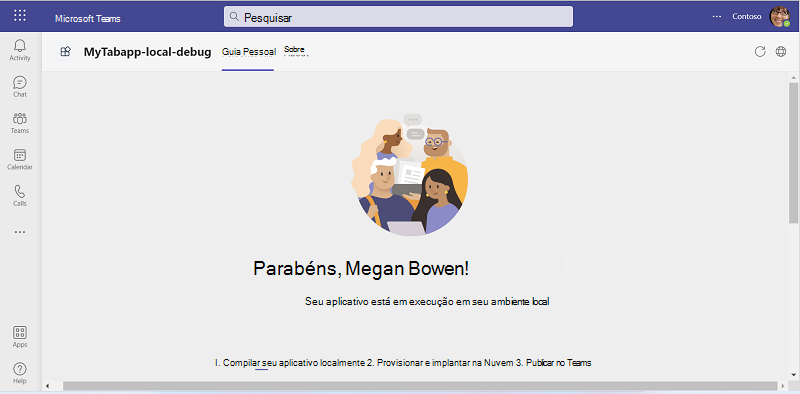 Microsoft Teams
Pesquisar
Contoso
MyTabapp-local-debug
Guia Pessoal
Sobre
Activity
Chat
Teams
Calendar
Calls
Parabéns, Megan Bowen!
Seu aplicativo está em execução em seu ambiente local
1. Compilar seu aplicativo localmente 2. Provisionar e implantar na Nuvem 3. Publicar no Teams
Apps
Help